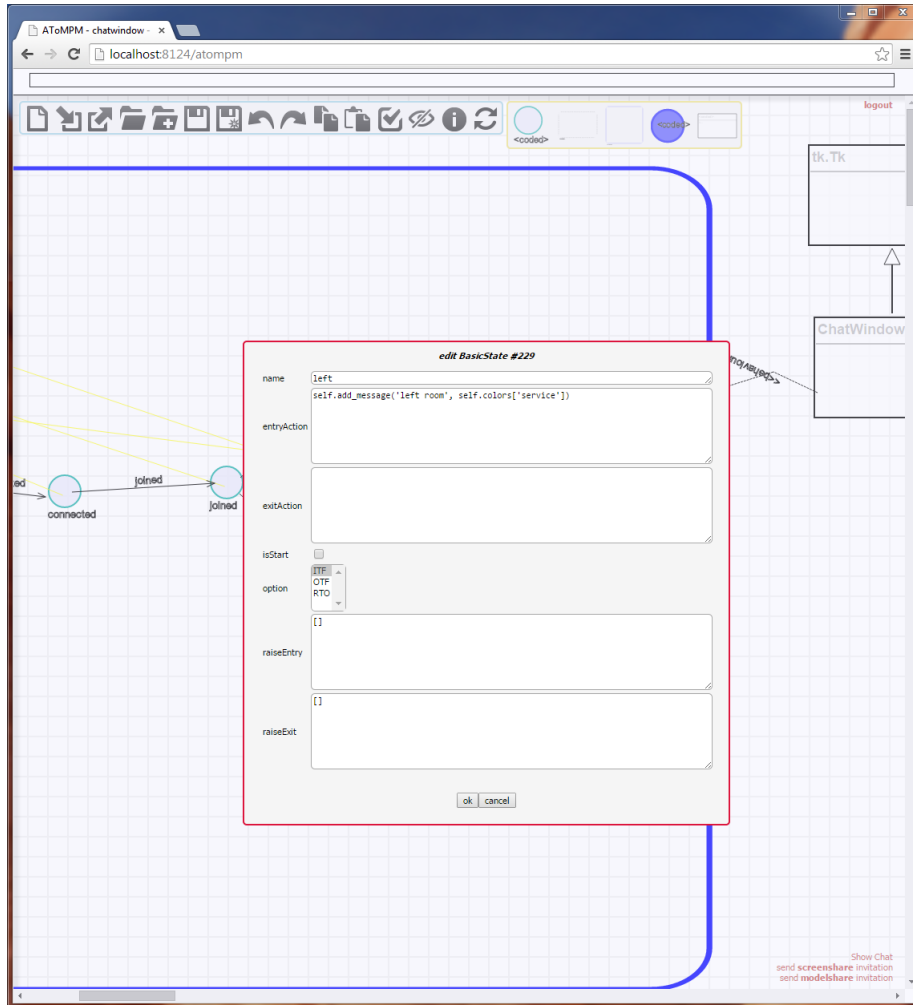 AToMPM - chatwindow -
localhost:8124/atompm
logout
<coded>
<coded>
tk.Tk
ChatWindow
edit BasicState #229
name
left
entryAction
self.add_message('left room', self.colors['service'])
exitAction
isStart
option
ITF
OTF
RTO
raiseEntry
[]
raiseExit
[]
ok
cancel
joined
connected
joined
Show Chat
send screenshare invitation
send modelshare invitation